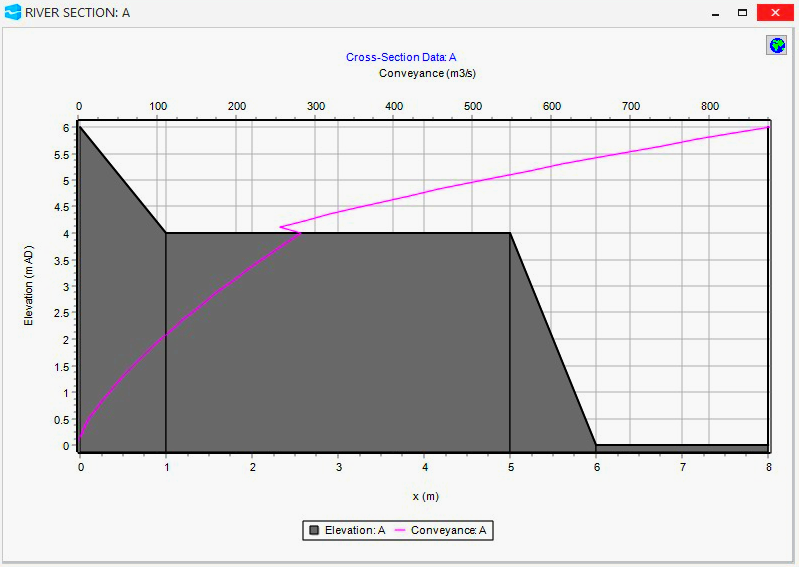 RIVER SECTION: A
Cross-Section Data: A
Conveyance (m3/s)
0 100 200 300 400 500 600 700 800
6
5.5
5
4.5
4
3.5
3
2.5
2
1.5
1
0.5
0
Elevation (m AD)
0 1 2 3 4 5 6 7 8
x (m)
Elevation: A Conveyance: A